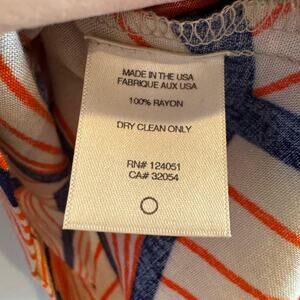 MADE IN THE USA
FABRIQUE AUX USA
100% RAYON
DRY CLEAN ONLY
RN# 124051
CA# 32054